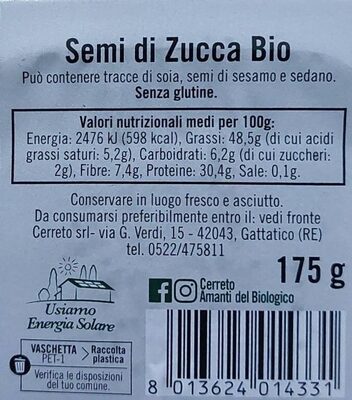 Semi di Zucca Bio
Può contenere tracce di soia, semi di sesamo e sedano.
Senza glutine.
Valori nutrizionali medi per 100g:
Energia: 2476 kJ (598 kcal), Grassi: 48,5g (di cui acidi
grassi saturi: 5,2g), Carboidrati: 6,2g (di cui zuccheri:
2g), Fibre: 7,4g, Proteine: 30,4g, Sale: 0,1g.
Conservare in luogo fresco e asciutto.
Da consumarsi preferibilmente entro il: vedi fronte
Cerreto srl- via G. Verdi, 15 - 42043, Gattatico (RE)
tel. 0522/475811
175 g
Usiamo
Energia Solare
Cerreto
Amanti del Biologico
VASCHETTA
PET-1
Raccolta
plastica
Verifica le disposizioni
del tuo comune.
8 013624 014331